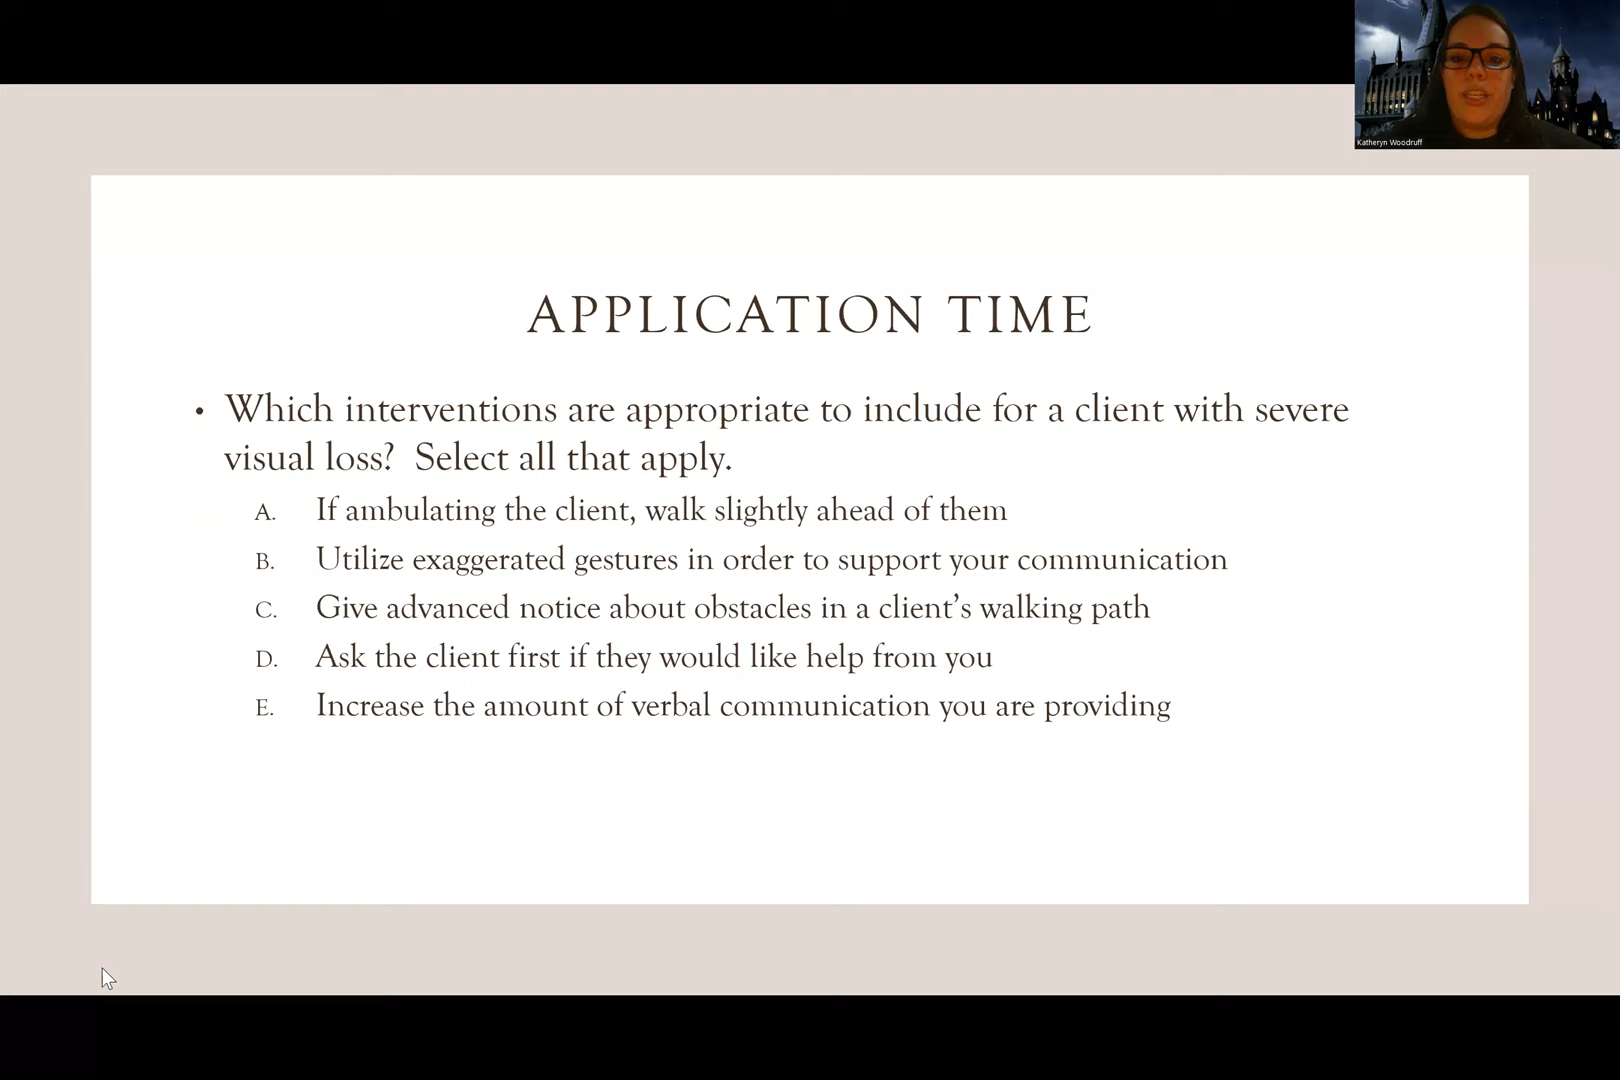 Katheryn Woodruff
APPLICATION TIME
• Which interventions are appropriate to include for a client with severe
visual loss? Select all that apply.
A. If ambulating the client, walk slightly ahead of them
B. Utilize exaggerated gestures in order to support your communication
C. Give advanced notice about obstacles in a client’s walking path
D. Ask the client first if they would like help from you
E. Increase the amount of verbal communication you are providing